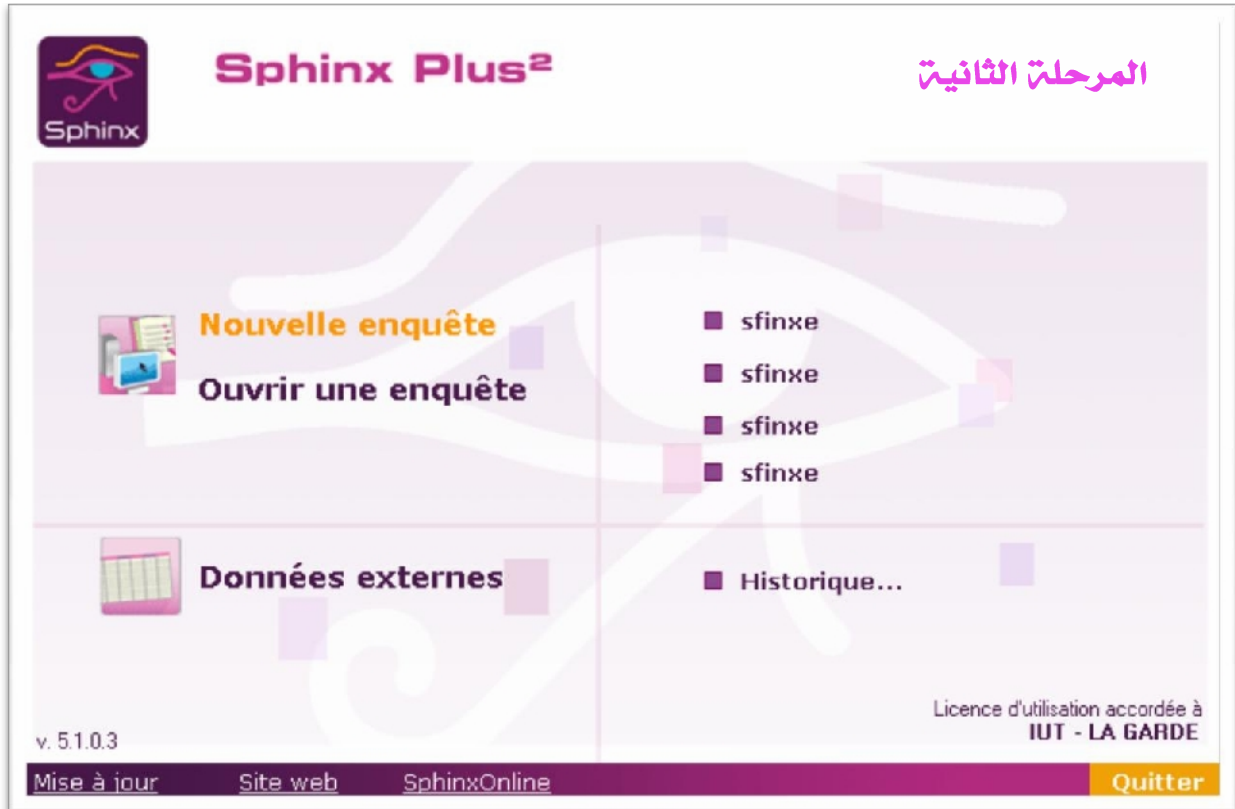 Sphinx
Sphinx Plus²
المرحلة الثانية
Nouvelle enquête
Ouvrir une enquête
sfinxe
sfinxe
sfinxe
sfinxe
Données externes
Historique...
Licence d'utilisation accordée à
IUT - LA GARDE
v. 5.1.0.3
Mise à jour
Site web
SphinxOnline
Quitter